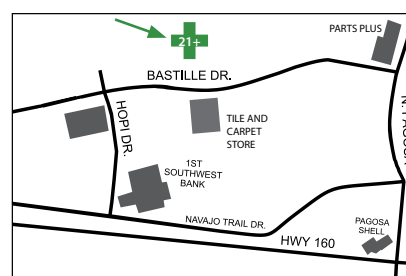 21+
PARTS PLUS
BASTILLE DR.
HOPI DR.
TILE AND
CARPET
STORE
1ST
SOUTHWEST
BANK
NAVAJO TRAIL DR.
PAGOSA
SHELL
HWY 160